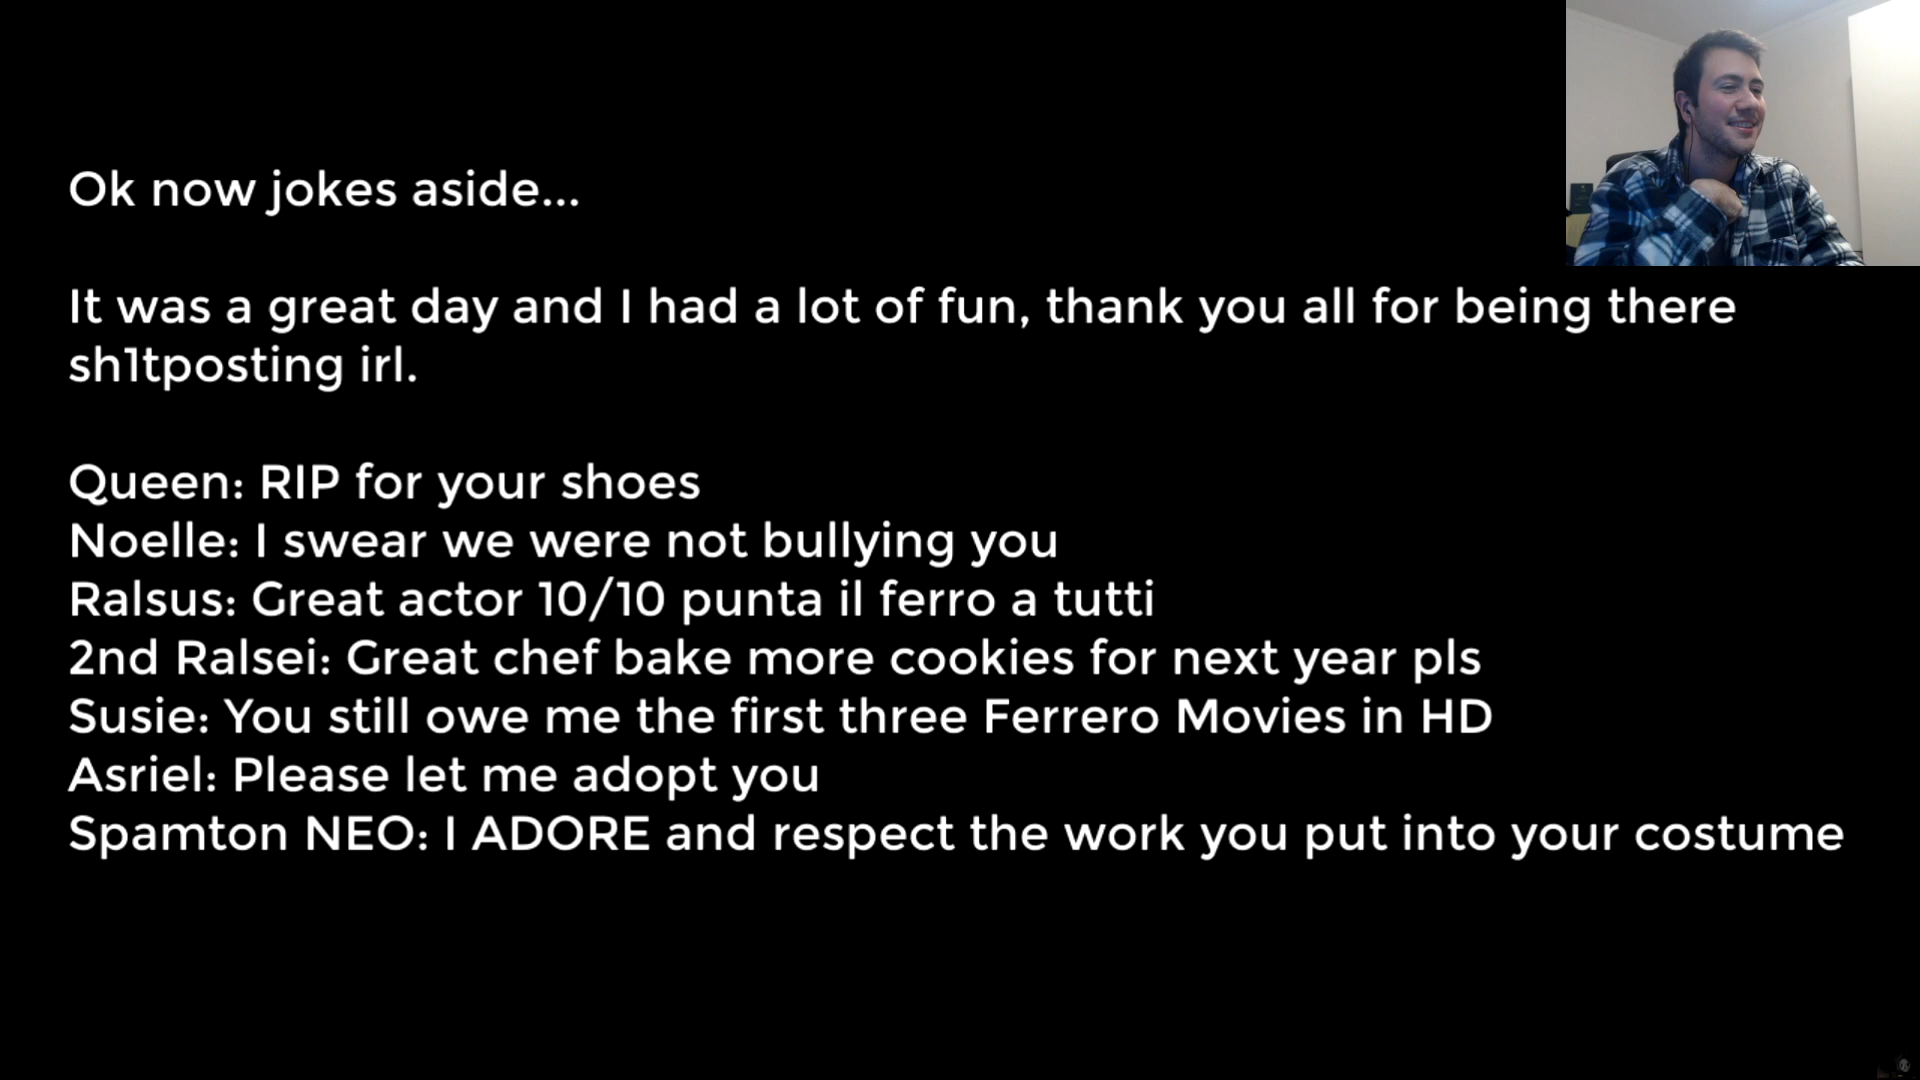 Ok now jokes aside...
It was a great day and I had a lot of fun, thank you all for being there
sh1tposting irl.
Queen: RIP for your shoes
Noelle: I swear we were not bullying you
Ralsus: Great actor 10/10 punta il ferro a tutti
2nd Ralsei: Great chef bake more cookies for next year pls
Susie: You still owe me the first three Ferrero Movies in HD
Asriel: Please let me adopt you
Spamton NEO: I ADORE and respect the work you put into your costume